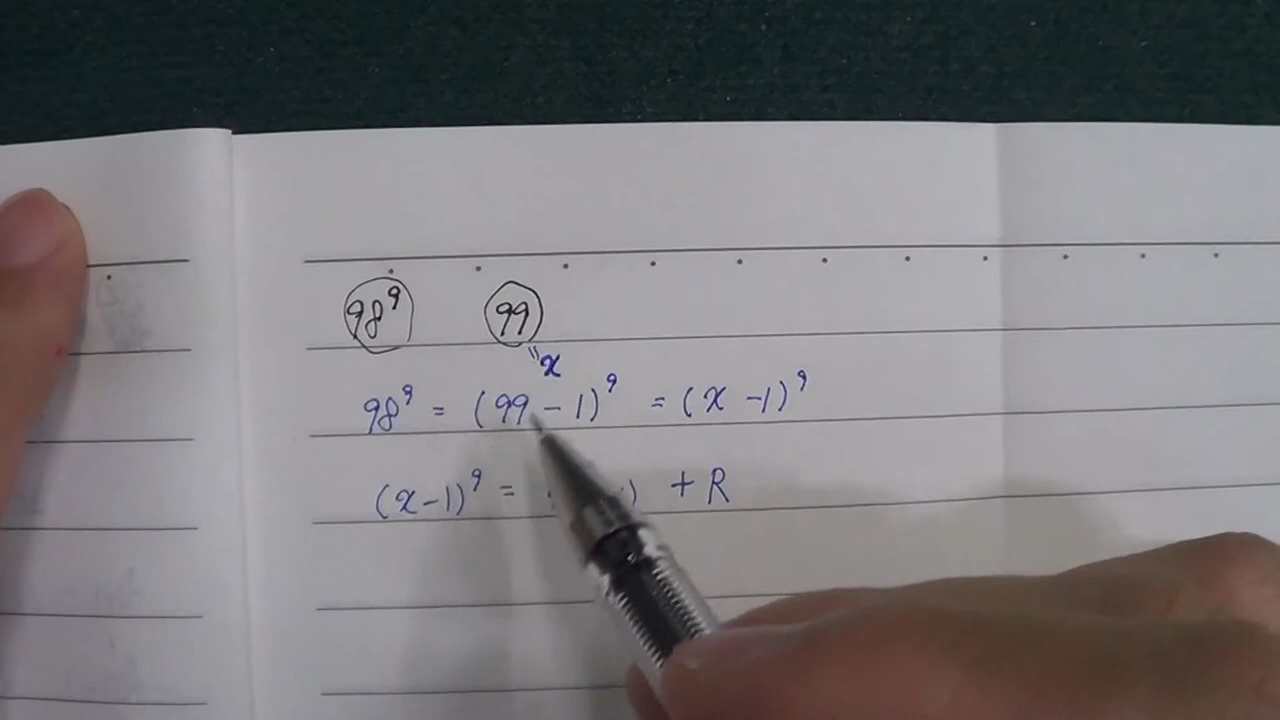 98⁹ 99
"x
98⁹ = (99 - 1)⁹ = (x - 1)⁹
(x - 1)⁹ = ) + R